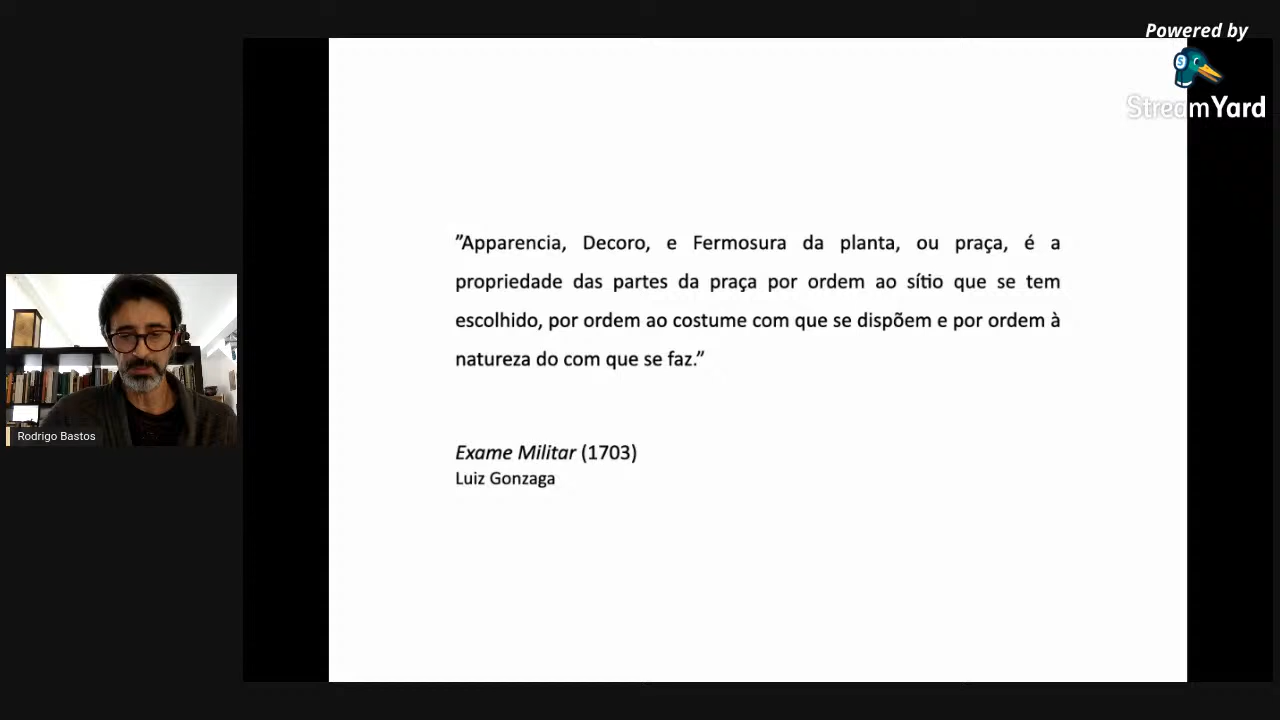 Powered by
StreamYard
"Apparencia, Decoro, e Fermosura da planta, ou praça, é a
propriedade das partes da praça por ordem ao sítio que se tem
escolhido, por ordem ao costume com que se dispõem e por ordem à
natureza do com que se faz."
Exame Militar (1703)
Luiz Gonzaga
Rodrigo Bastos